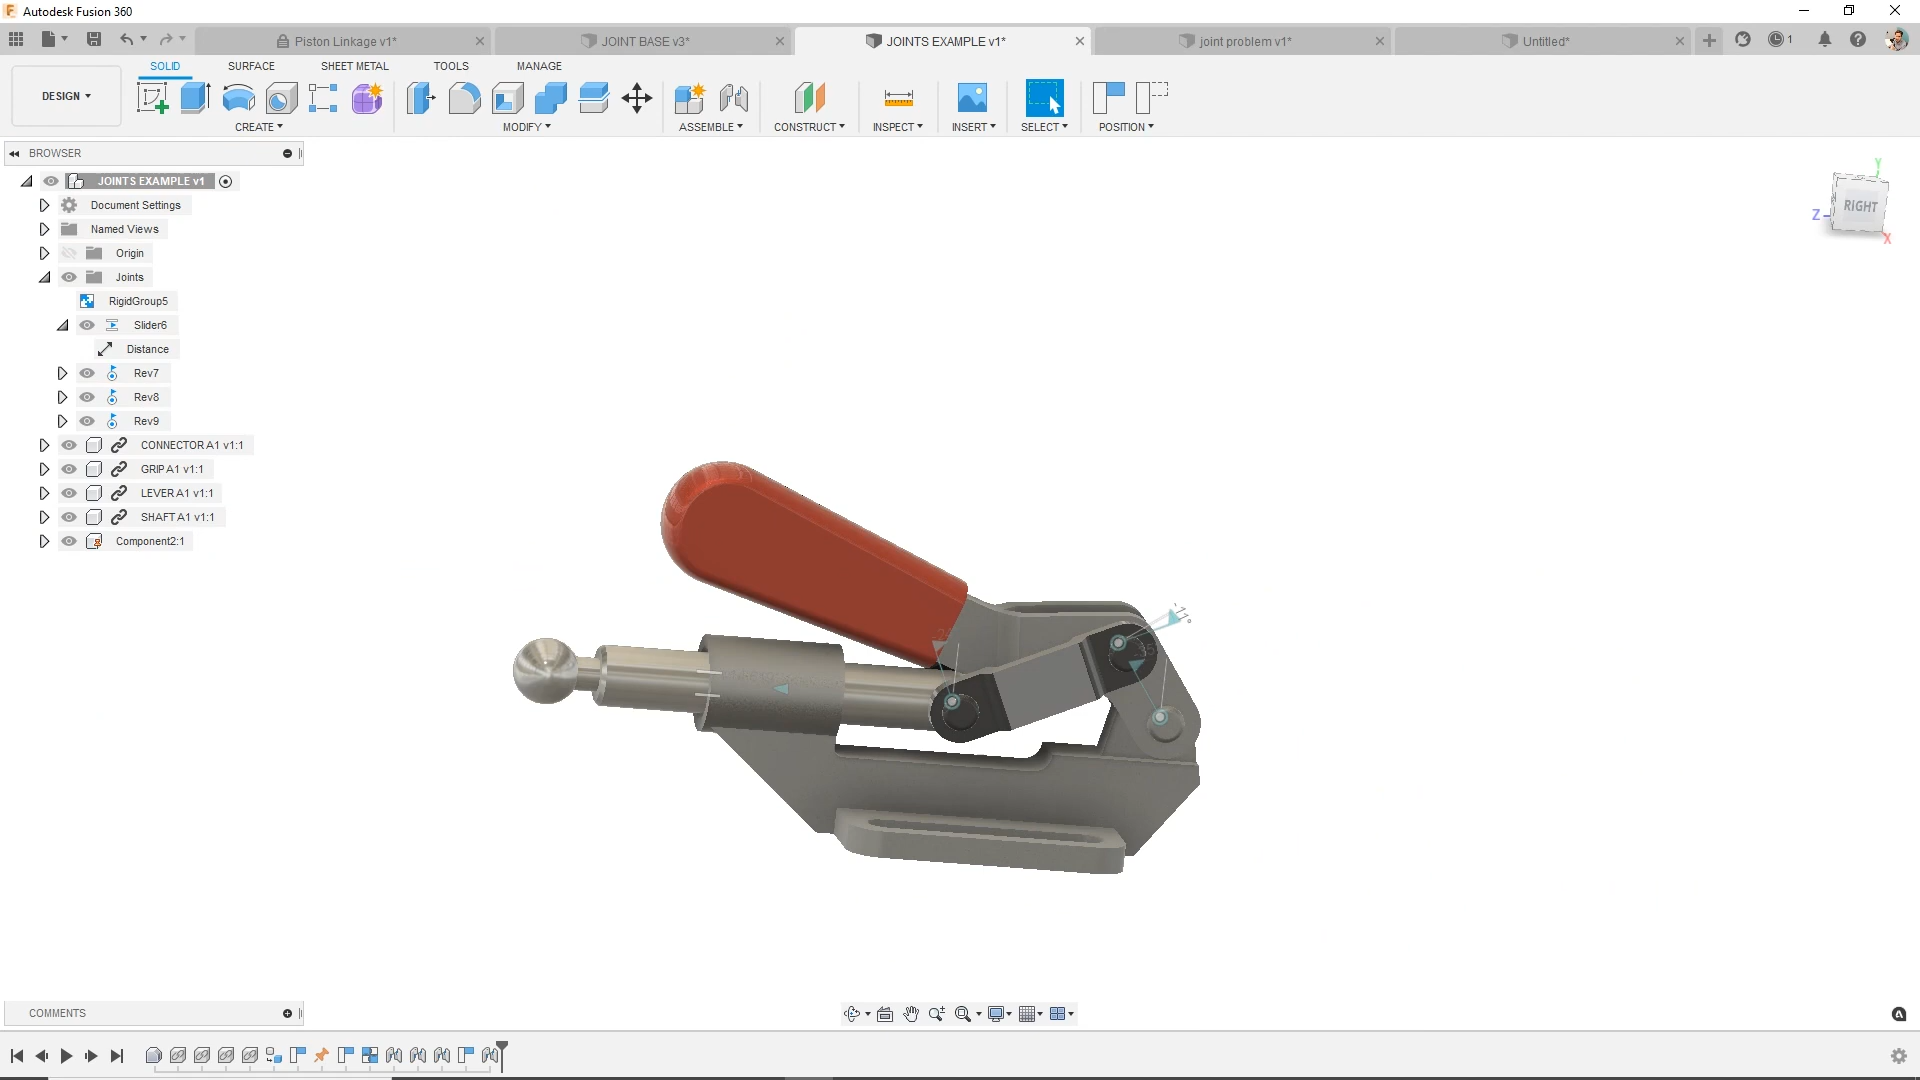 Autodesk Fusion 360
Piston Linkage v1*
JOINT BASE v3*
JOINTS EXAMPLE v1*
joint problem v1*
Untitled*
1
DESIGN
SOLID
SURFACE
SHEET METAL
TOOLS
MANAGE
CREATE
MODIFY
ASSEMBLE
CONSTRUCT
INSPECT
INSERT
SELECT
POSITION
BROWSER
JOINTS EXAMPLE v1
Document Settings
Named Views
Origin
Joints
RigidGroup5
Slider6
Distance
Rev7
Rev8
Rev9
CONNECTOR A1 v1:1
GRIP A1 v1:1
LEVER A1 v1:1
SHAFT A1 v1:1
Component2:1
Y
RIGHT
Z
X
COMMENTS